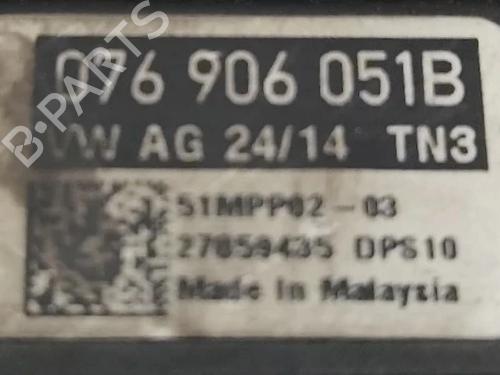 076 906 051B
VW AG 24/14 TN3
51MPP02-03
27859435 DPS10
Made in Malaysia
B-PARTS